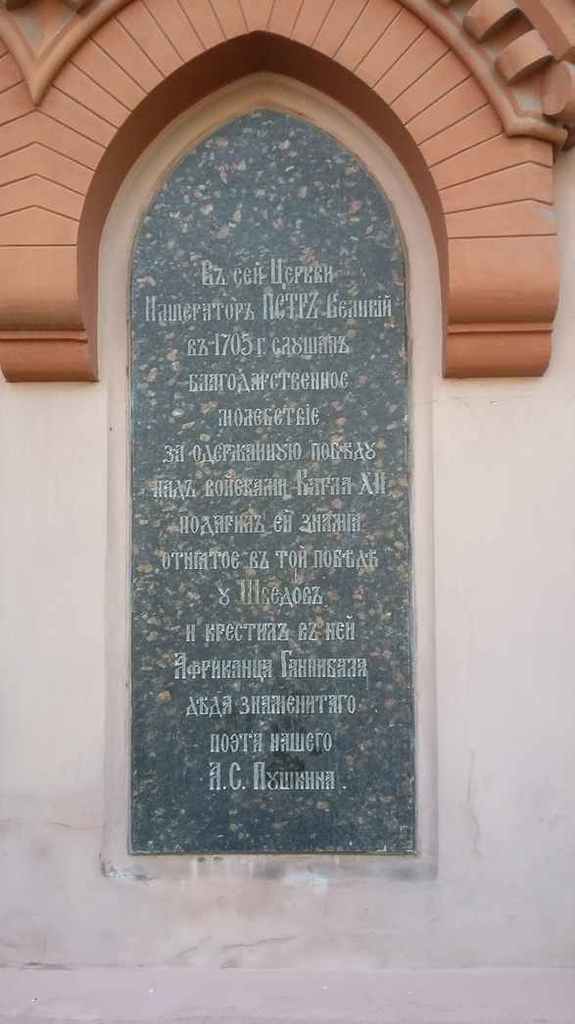 Въ сей Церкви
Императоръ ПЕТРЪ Великій
въ 1705 г. слушалъ
благодарственное
молебствіе
за одержанную побѣду
надъ войсками Карла XII
подарилъ ей знамя
отнятое въ той побѣдѣ
у Шведовъ
и крестилъ въ ней
Африканца Ганнибала
дѣда знаменитаго
поэта нашего
А.С. Пушкина.